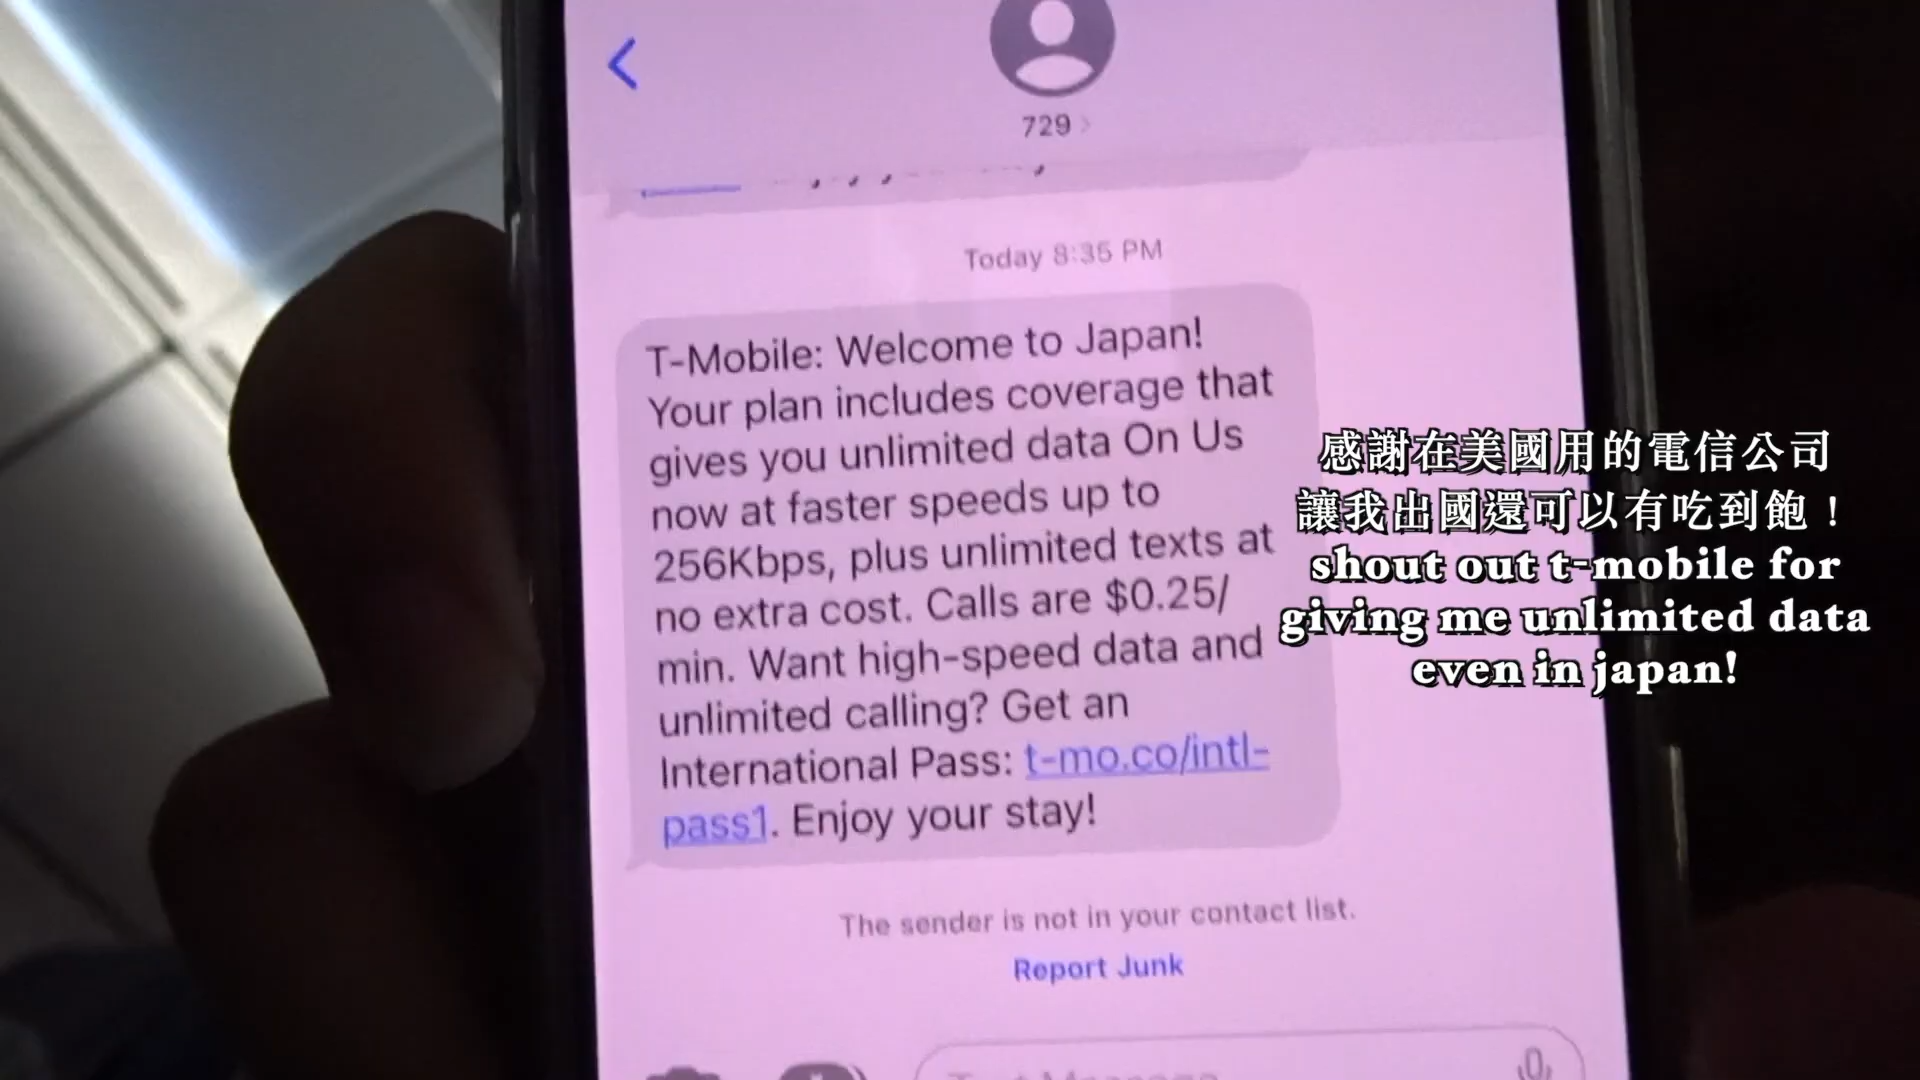 729
Today 8:35 PM
T-Mobile: Welcome to Japan!
Your plan includes coverage that
gives you unlimited data On Us
now at faster speeds up to
256Kbps, plus unlimited texts at
no extra cost. Calls are $0.25/
min. Want high-speed data and
unlimited calling? Get an
International Pass: t-mo.co/intl-
pass1. Enjoy your stay!
The sender is not in your contact list.
Report Junk
感謝在美國用的電信公司
讓我出國還可以有吃到飽！
shout out t-mobile for
giving me unlimited data
even in japan!